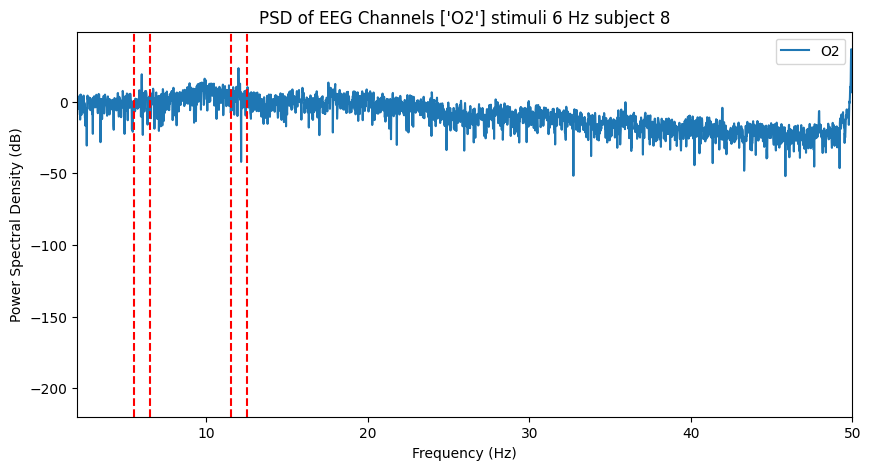 PSD of EEG Channels ['O2'] stimuli 6 Hz subject 8
O2
Power Spectral Density (dB)
0
−50
−100
−150
−200
10 20 30 40 50
Frequency (Hz)